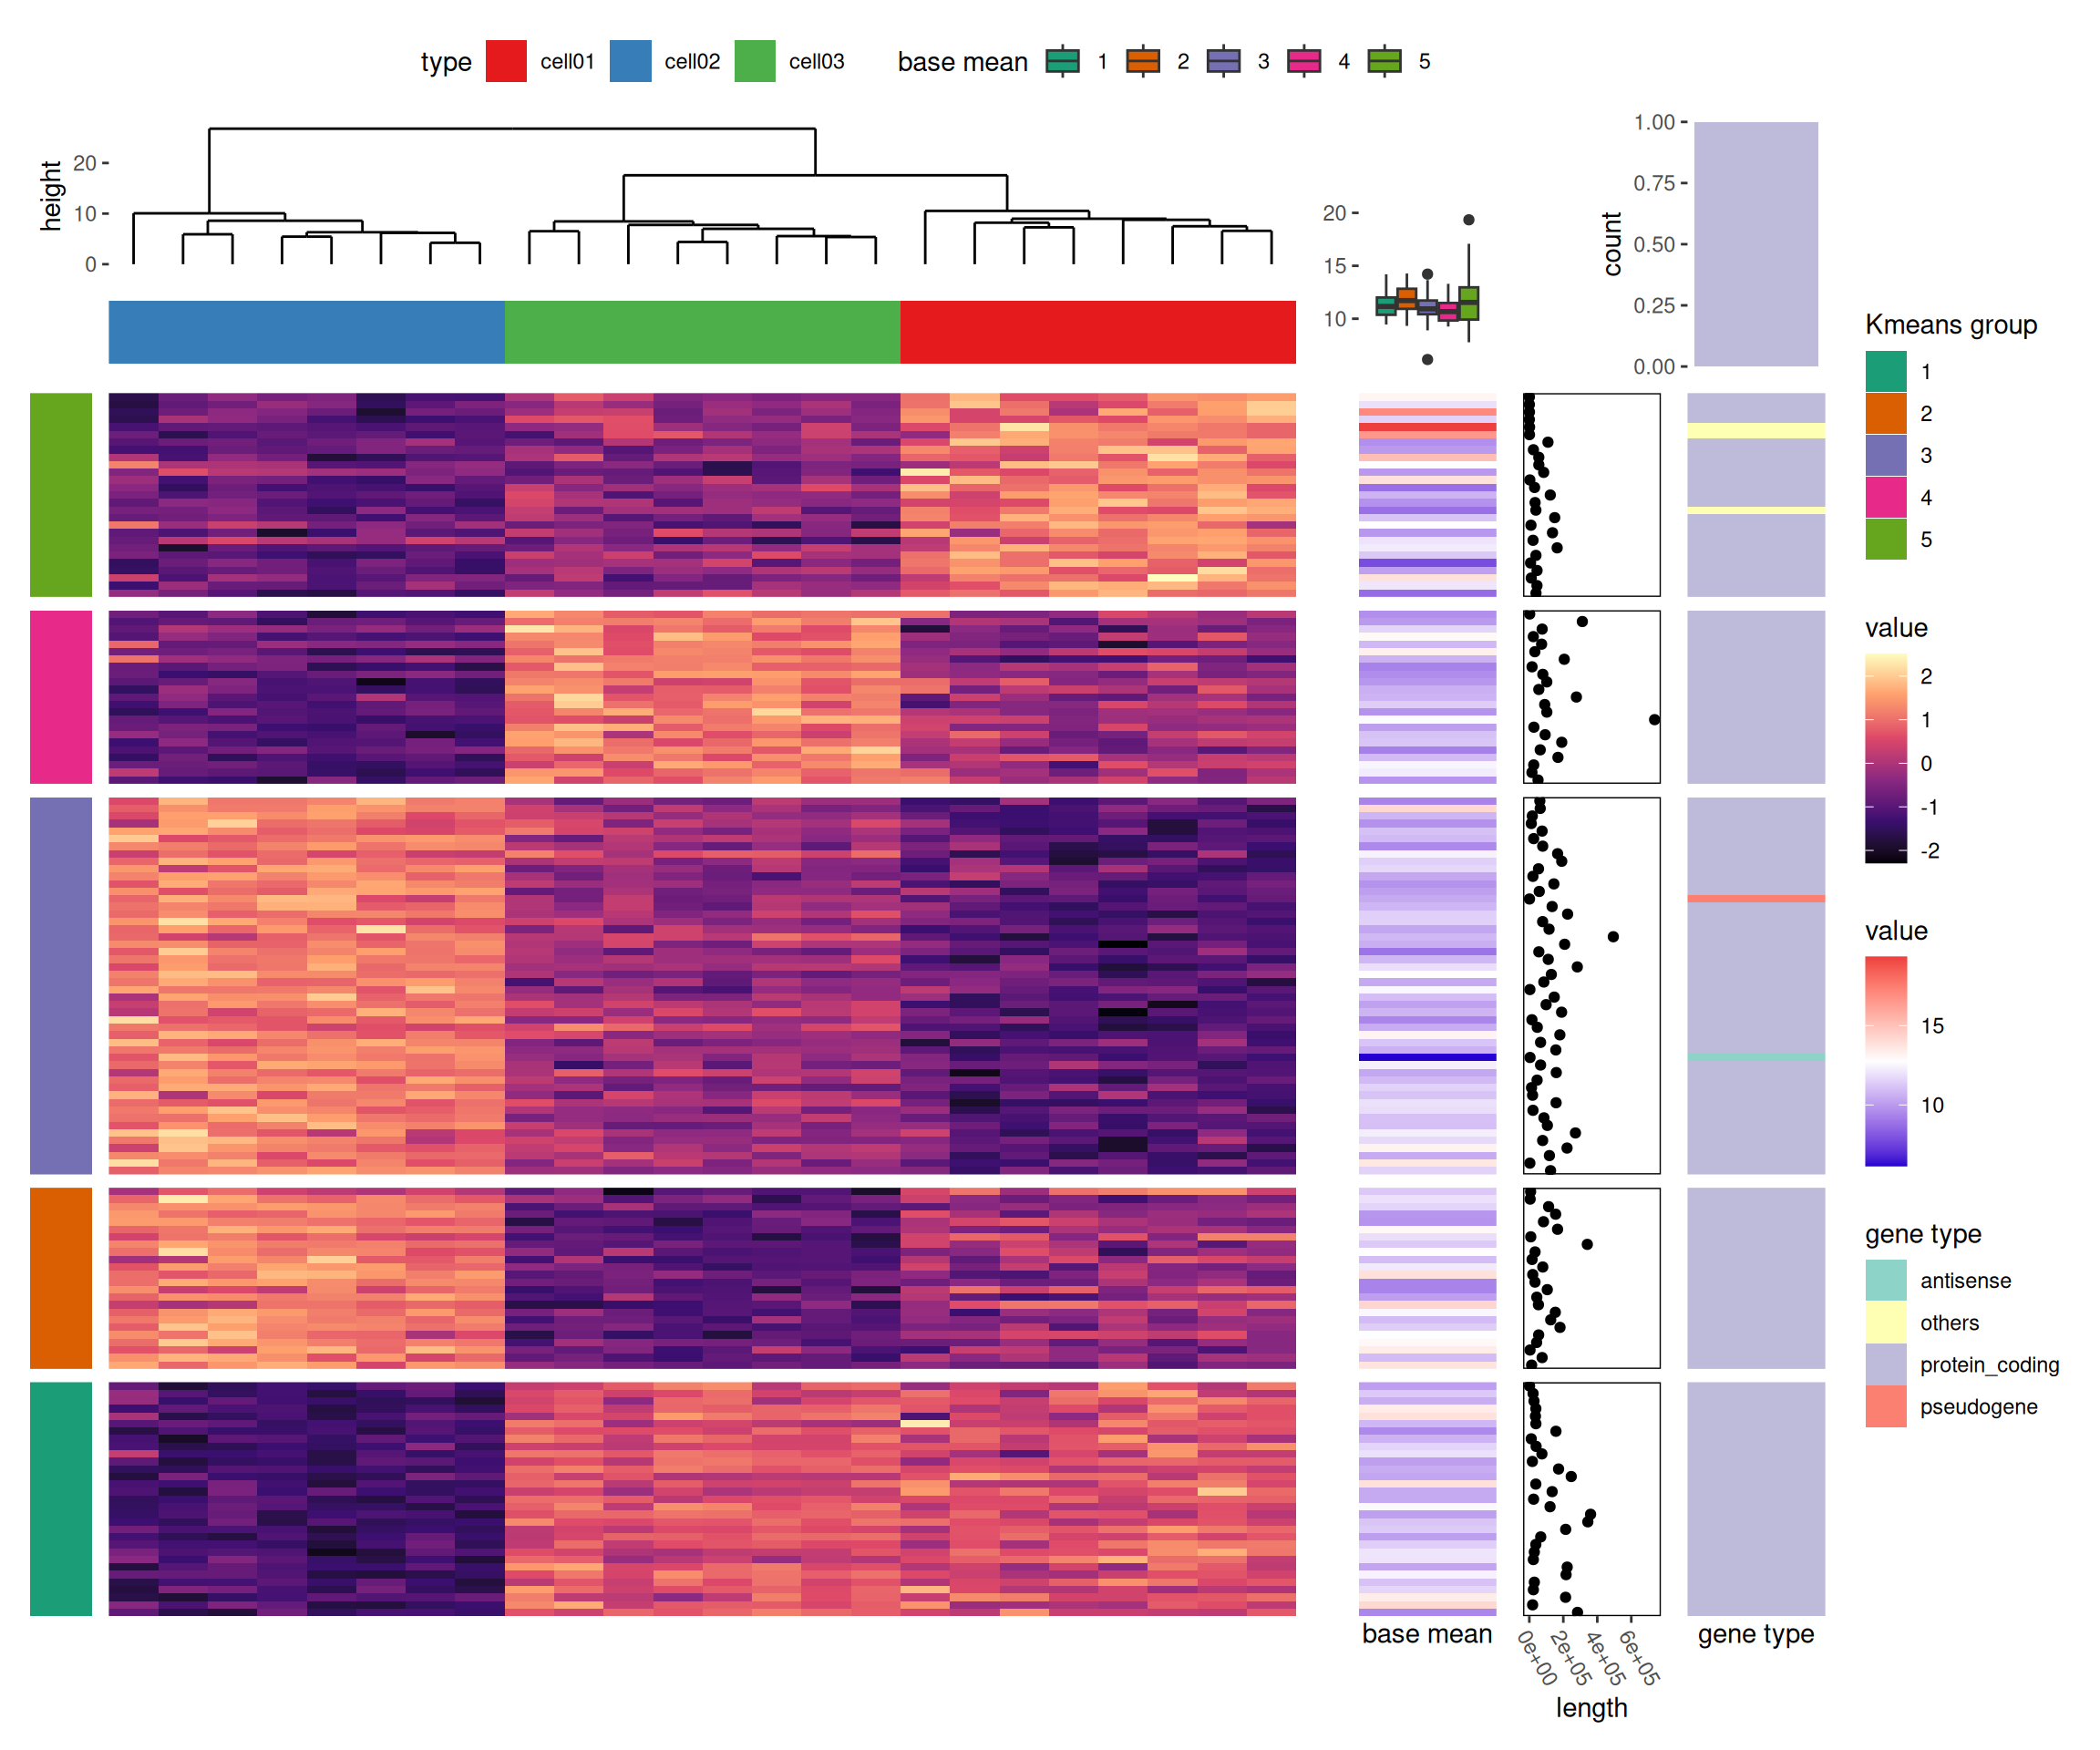 type cell01 cell02 cell03 base mean 1 2 3 4 5
height
20
10
0
20
15
10
count
1.00
0.75
0.50
0.25
0.00
Kmeans group
1
2
3
4
5
value
2
1
0
-1
-2
value
15
10
gene type
antisense
others
protein_coding
pseudogene
base mean
0e+00 2e+05 4e+05 6e+05
length
gene type